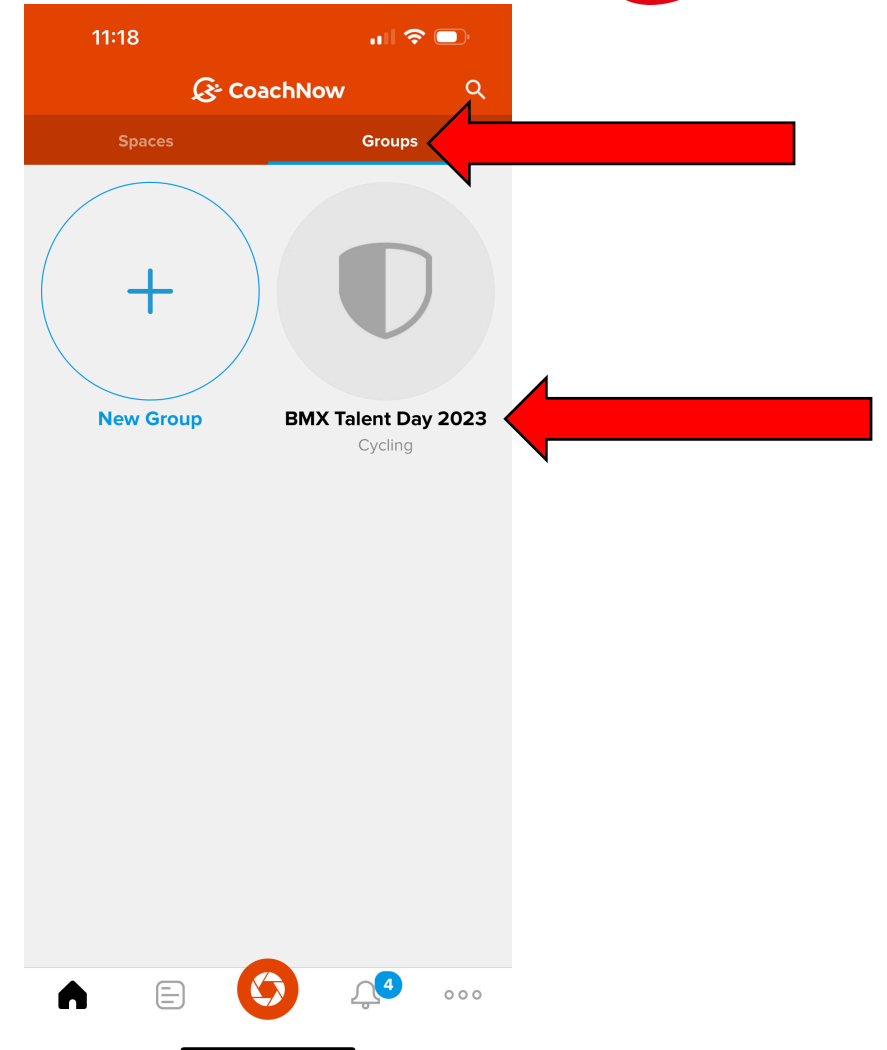 11:18
CoachNow
Spaces Groups
New Group BMX Talent Day 2023
Cycling
4